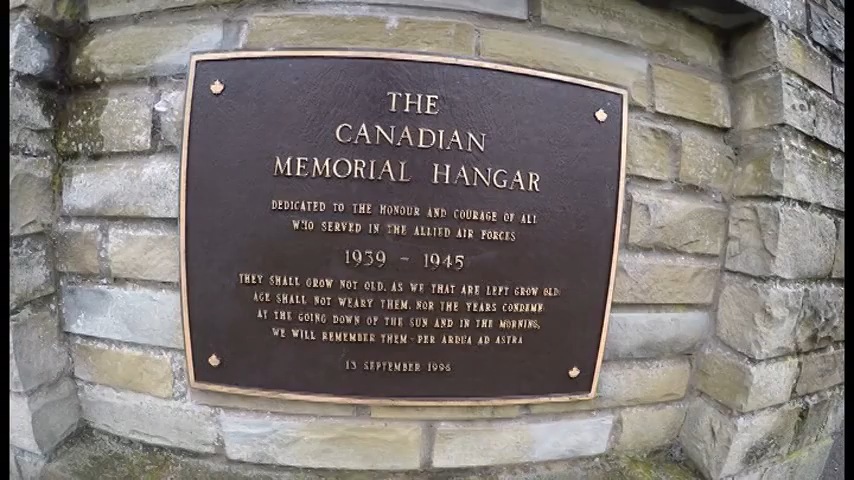 THE
CANADIAN
MEMORIAL HANGAR
DEDICATED TO THE HONOUR AND COURAGE OF ALL
WHO SERVED IN THE ALLIED AIR FORCES
1939 - 1945
THEY SHALL GROW NOT OLD, AS WE THAT ARE LEFT GROW OLD:
AGE SHALL NOT WEARY THEM, NOR THE YEARS CONDEMN.
AT THE GOING DOWN OF THE SUN AND IN THE MORNING,
WE WILL REMEMBER THEM - PER ARDUA AD ASTRA
13 SEPTEMBER 1996